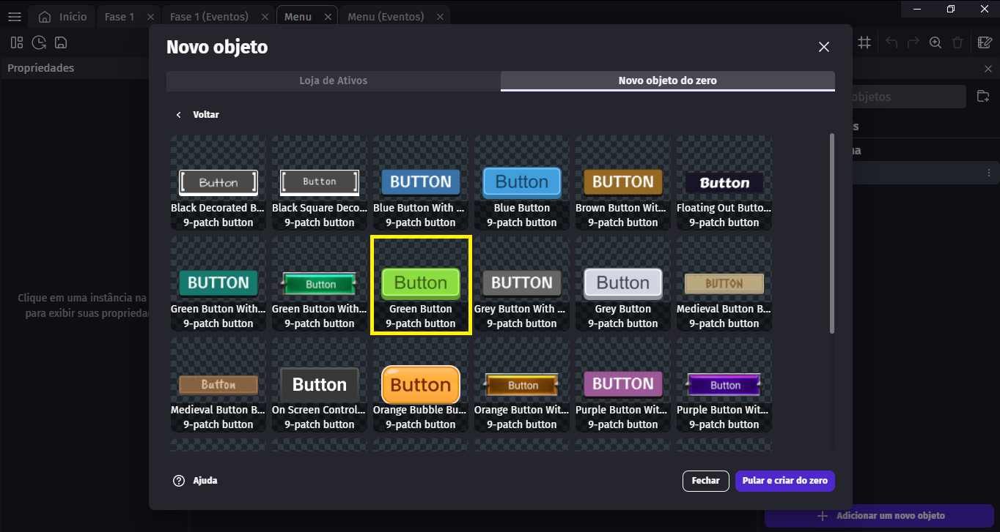 Início
Fase 1
Fase 1 (Eventos)
Menu
Menu (Eventos)
Propriedades
Novo objeto
Loja de Ativos
Novo objeto do zero
Voltar
objetos
Button
Button
BUTTON
Button
BUTTON
Button
Black Decorated B...
Black Square Deco...
Blue Button With ...
Blue Button
Brown Button Wit...
Floating Out Butto...
9-patch button
9-patch button
9-patch button
9-patch button
9-patch button
9-patch button
BUTTON
Button
Button
BUTTON
Button
BUTTON
Green Button With...
Green Button With...
Green Button
Grey Button With ...
Grey Button
Medieval Button B...
9-patch button
9-patch button
9-patch button
9-patch button
9-patch button
9-patch button
Clique em uma instância na
para exibir suas proprieda
Button
Button
Button
Button
BUTTON
Button
Medieval Button B...
On Screen Control...
Orange Bubble Bu...
Orange Button Wit...
Purple Button Wit...
Purple Button Wit...
9-patch button
9-patch button
9-patch button
9-patch button
9-patch button
9-patch button
Ajuda
Fechar
Pular e criar do zero
Adicionar um novo objeto